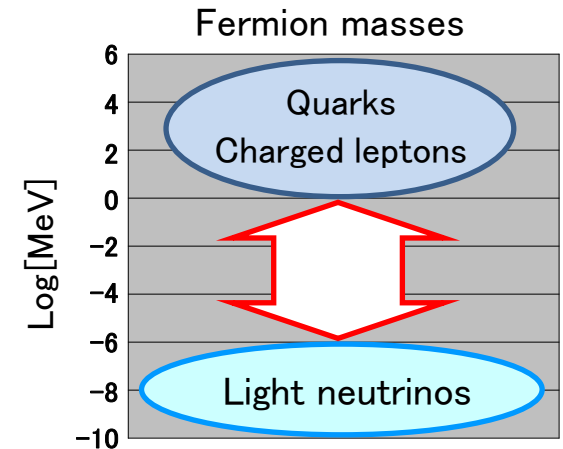 Fermion masses
6
4
2
0
−2
−4
−6
−8
−10
Log[MeV]
Quarks
Charged leptons
Light neutrinos